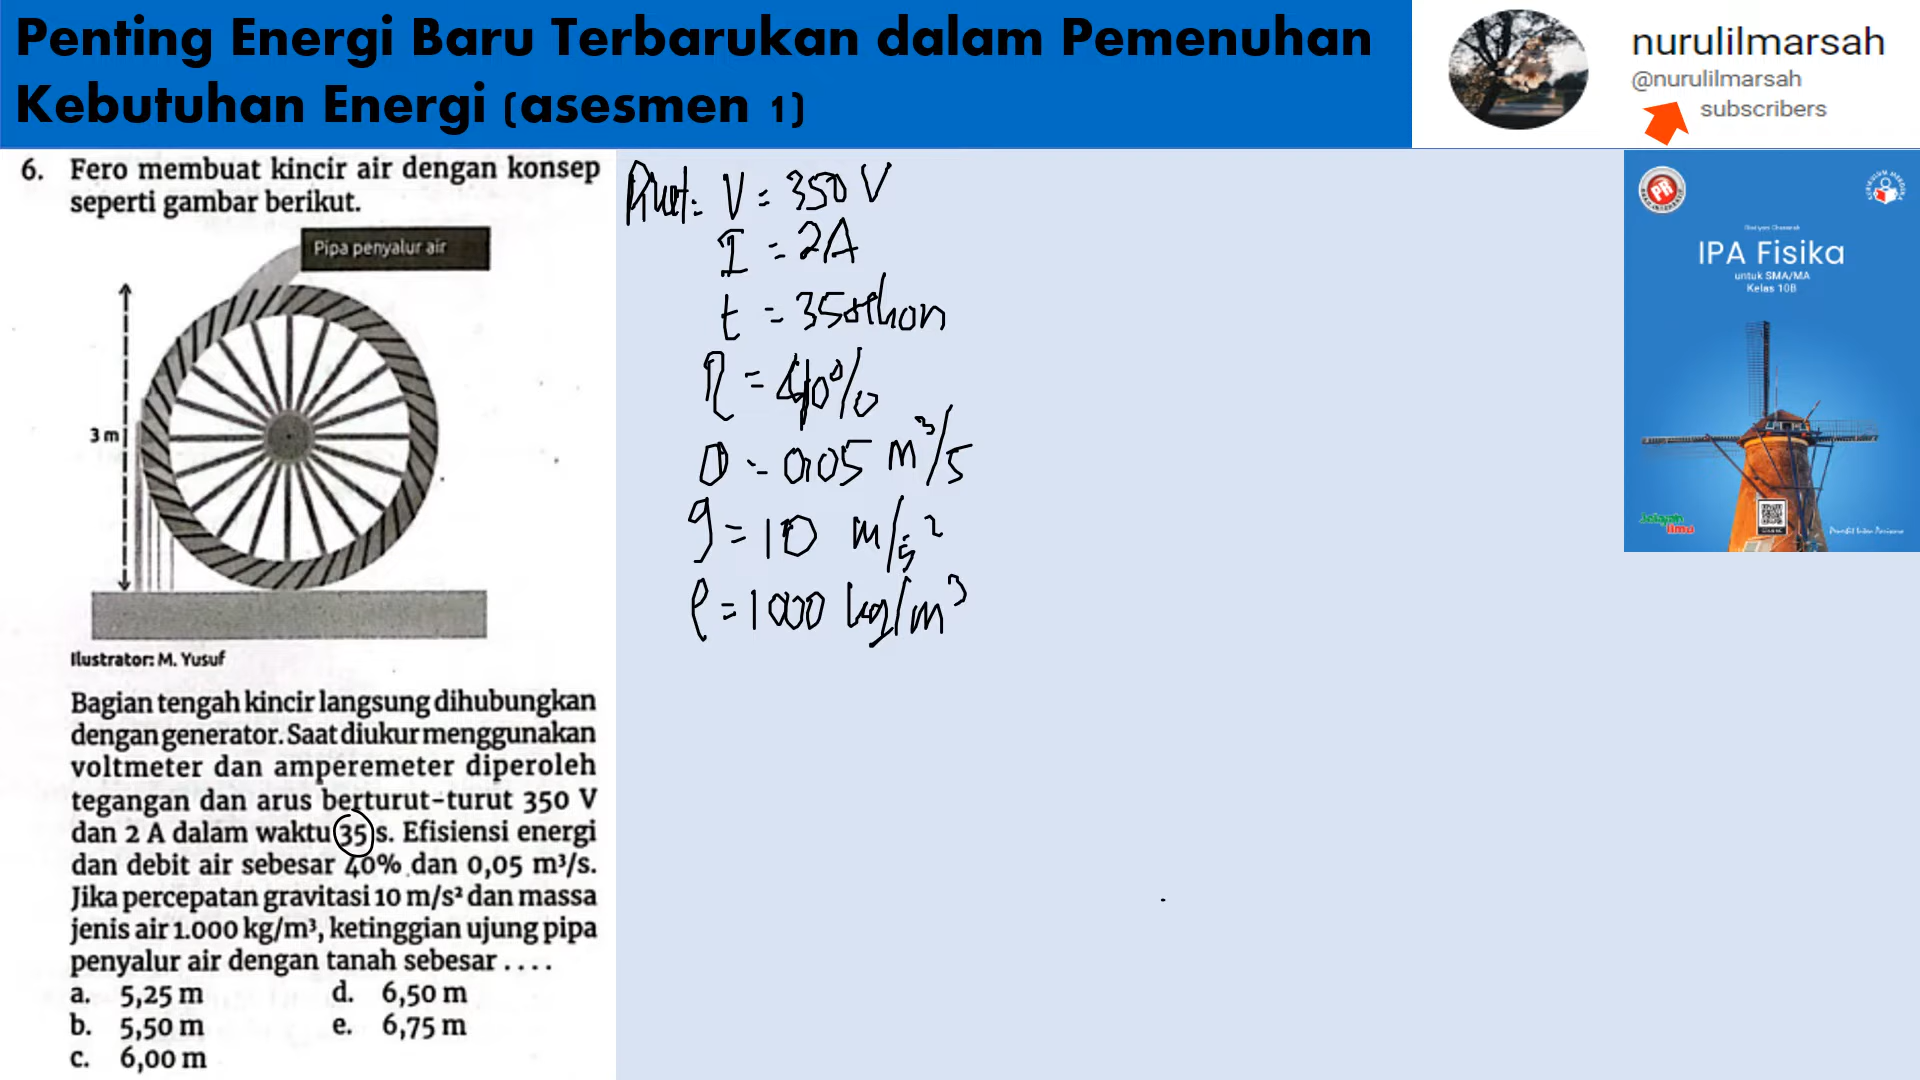 Penting Energi Baru Terbarukan dalam Pemenuhan
Kebutuhan Energi (asesmen 1)
nurulilmarsah
@nurulilmarsah
subscribers
6. Fero membuat kincir air dengan konsep
seperti gambar berikut.
Pipa penyalur air
3 m
Ilustrator: M. Yusuf
Bagian tengah kincir langsung dihubungkan
dengan generator. Saat diukur menggunakan
voltmeter dan amperemeter diperoleh
tegangan dan arus berturut-turut 350 V
dan 2 A dalam waktu 35 s. Efisiensi energi
dan debit air sebesar 40% dan 0,05 m³/s.
Jika percepatan gravitasi 10 m/s² dan massa
jenis air 1.000 kg/m³, ketinggian ujung pipa
penyalur air dengan tanah sebesar . . . .
a. 5,25 m d. 6,50 m
b. 5,50 m e. 6,75 m
c. 6,00 m
V = 350 V
I = 2A
t = 35
η = 40%
= 0,05 m³/s
g = 10 m/s²
ρ = 1000 kg/m³
PR
IPA Fisika
untuk SMA/MA
Kelas 10B
Jelajah
Ilmu